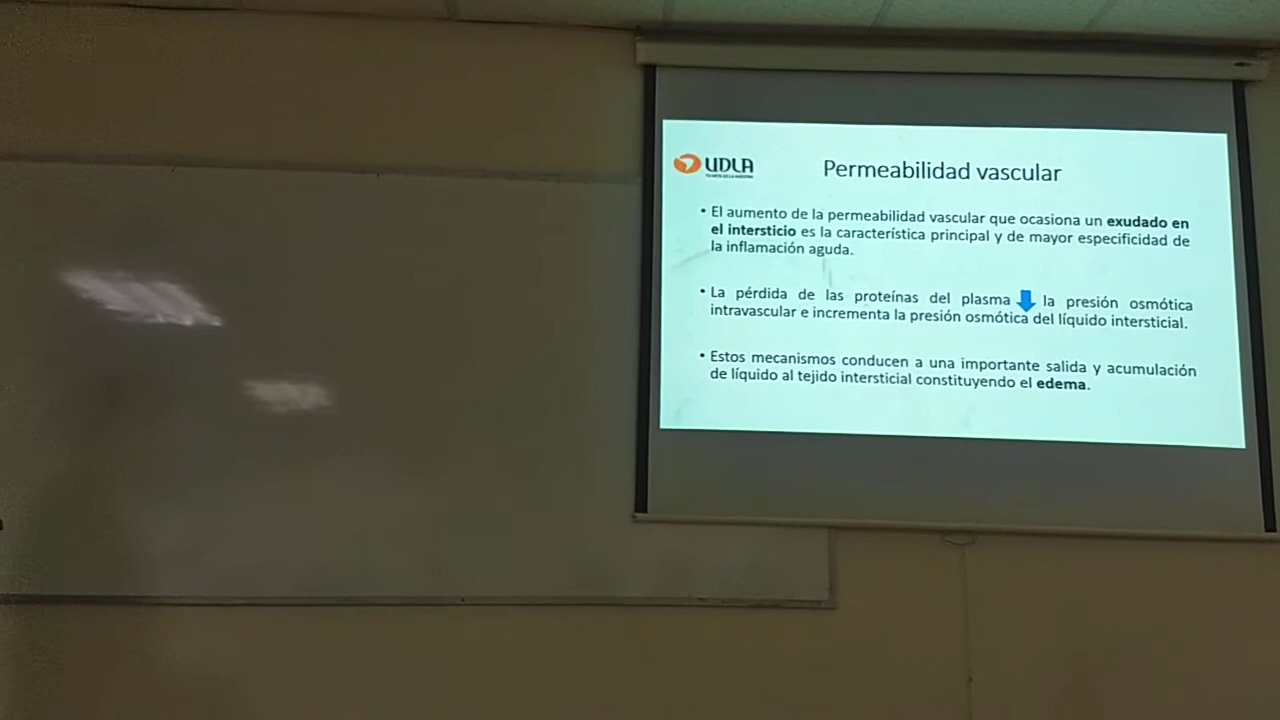 UDLA
Permeabilidad vascular
• El aumento de la permeabilidad vascular que ocasiona un exudado en
el intersticio es la característica principal y de mayor especificidad de
la inflamación aguda.
• La pérdida de las proteínas del plasma la presión osmótica
intravascular e incrementa la presión osmótica del líquido intersticial.
• Estos mecanismos conducen a una importante salida y acumulación
de líquido al tejido intersticial constituyendo el edema.